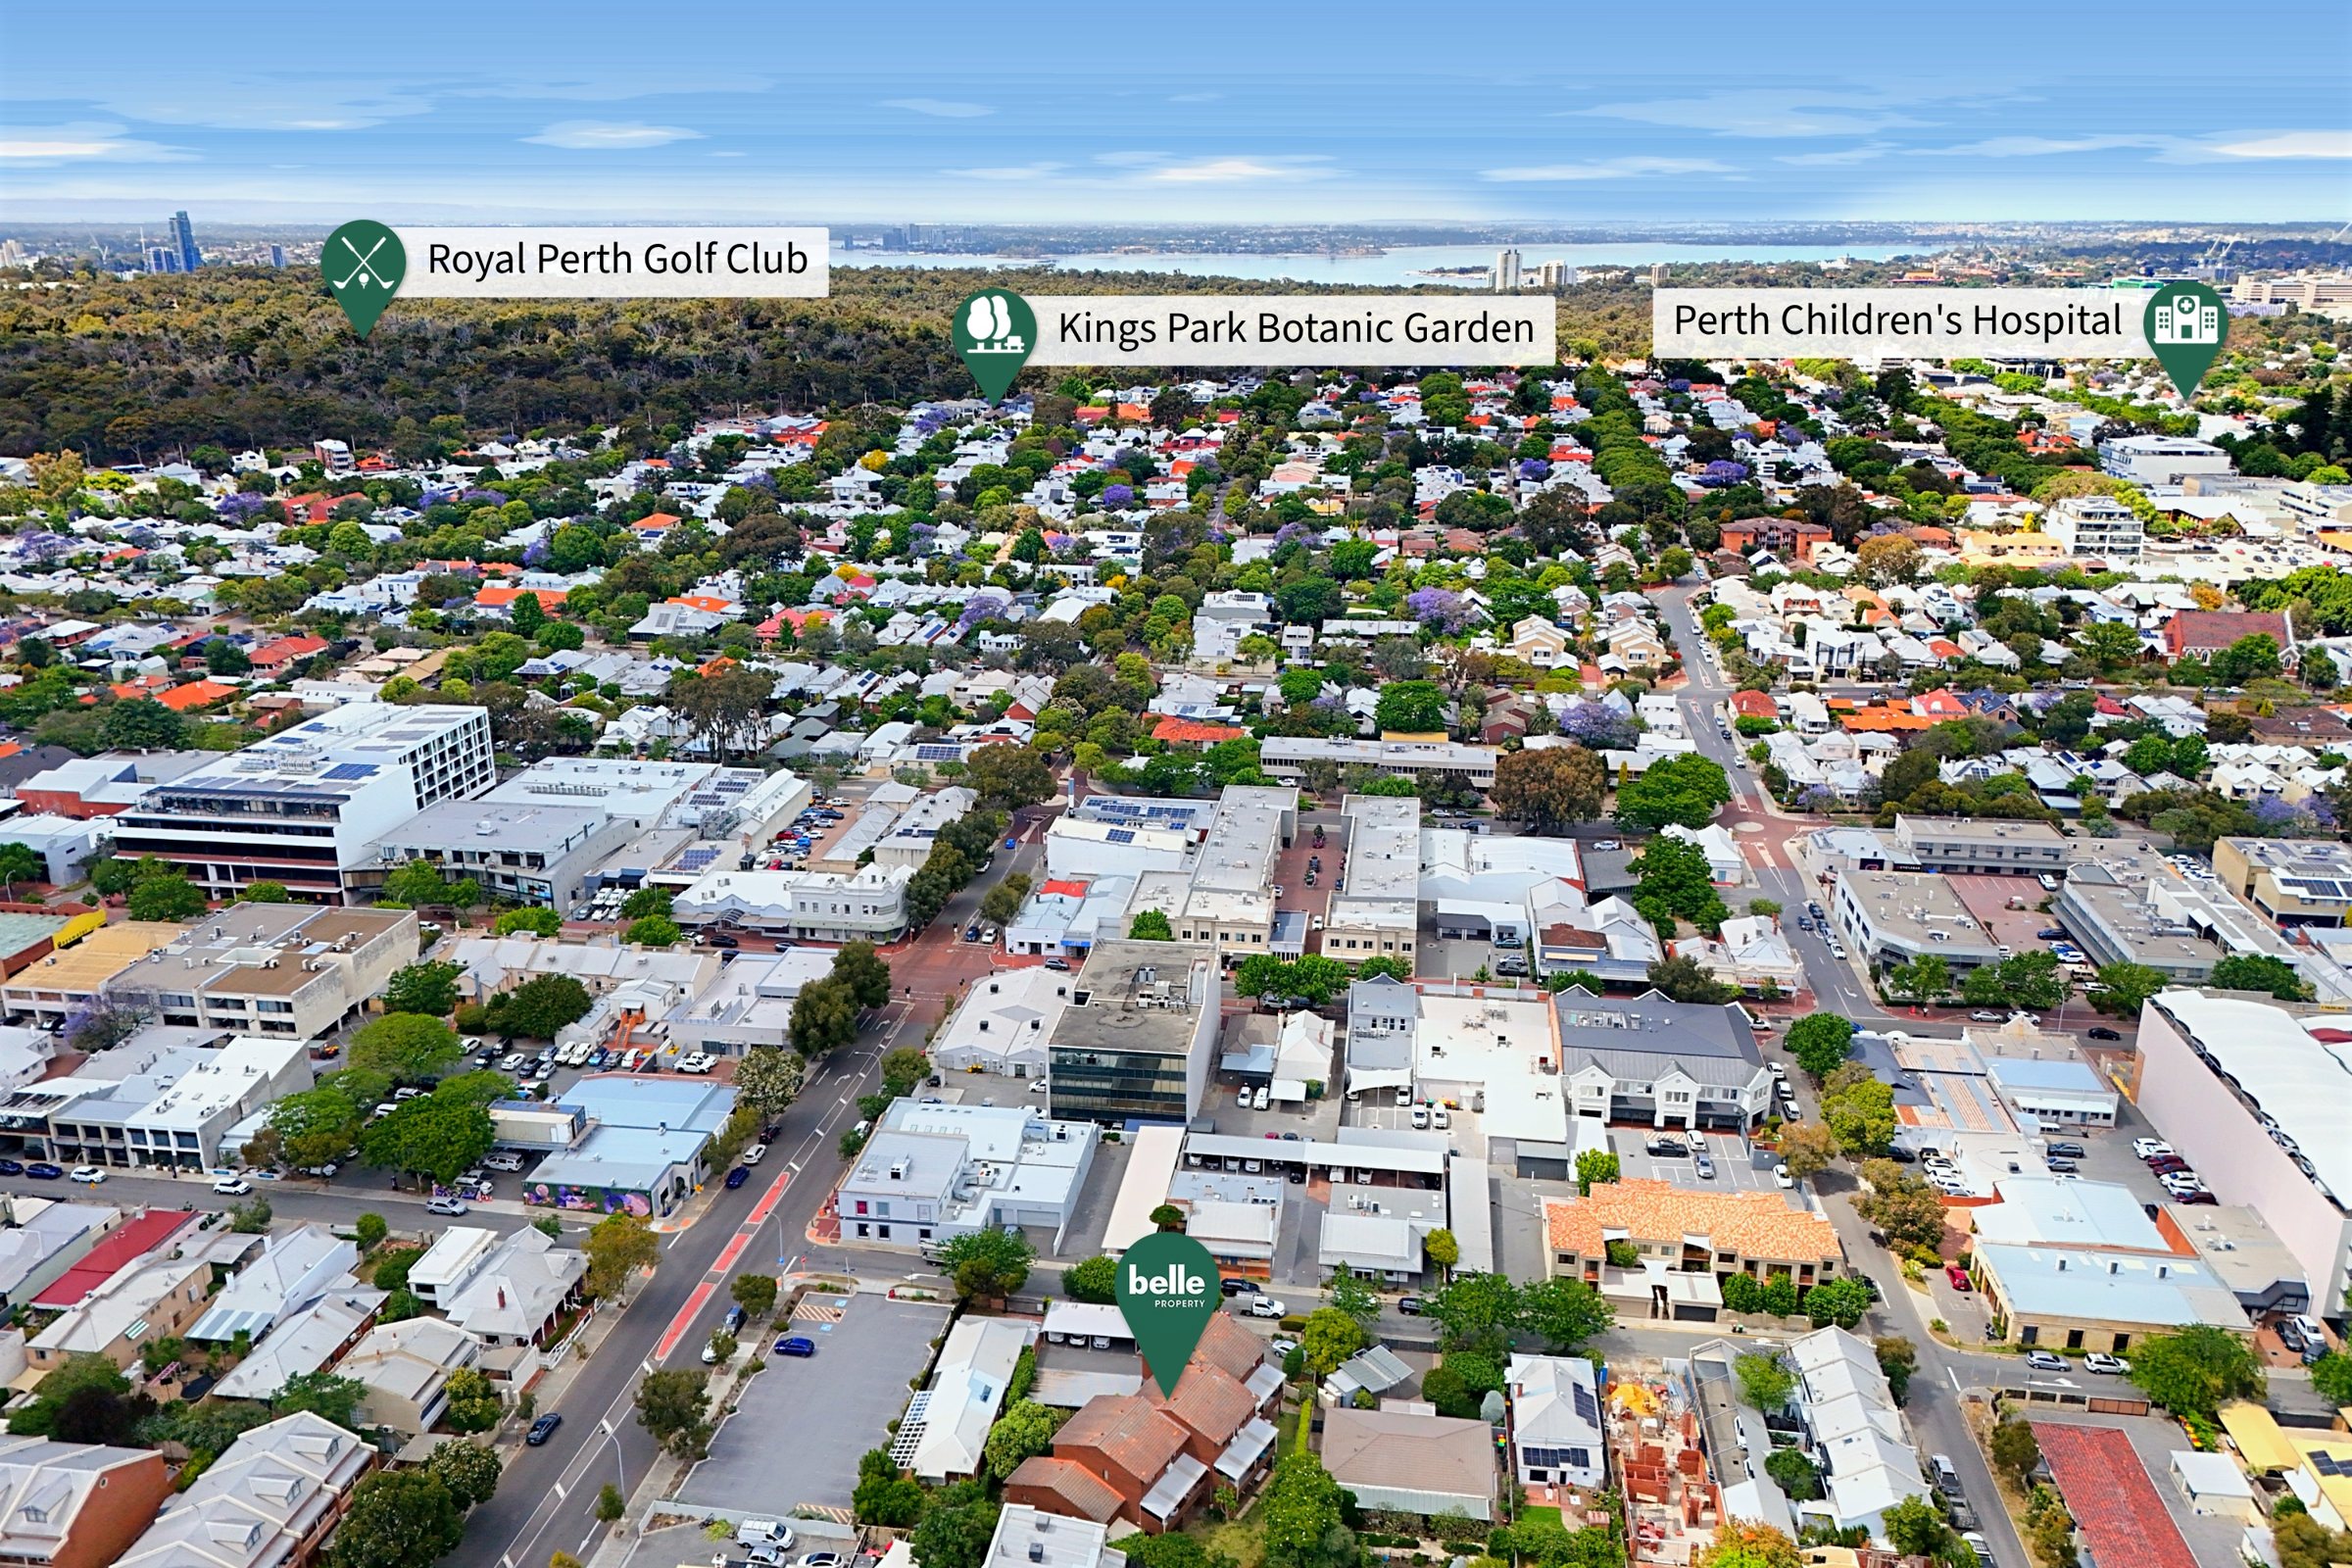 Royal Perth Golf Club
Kings Park Botanic Garden
Perth Children's Hospital
belle
PROPERTY